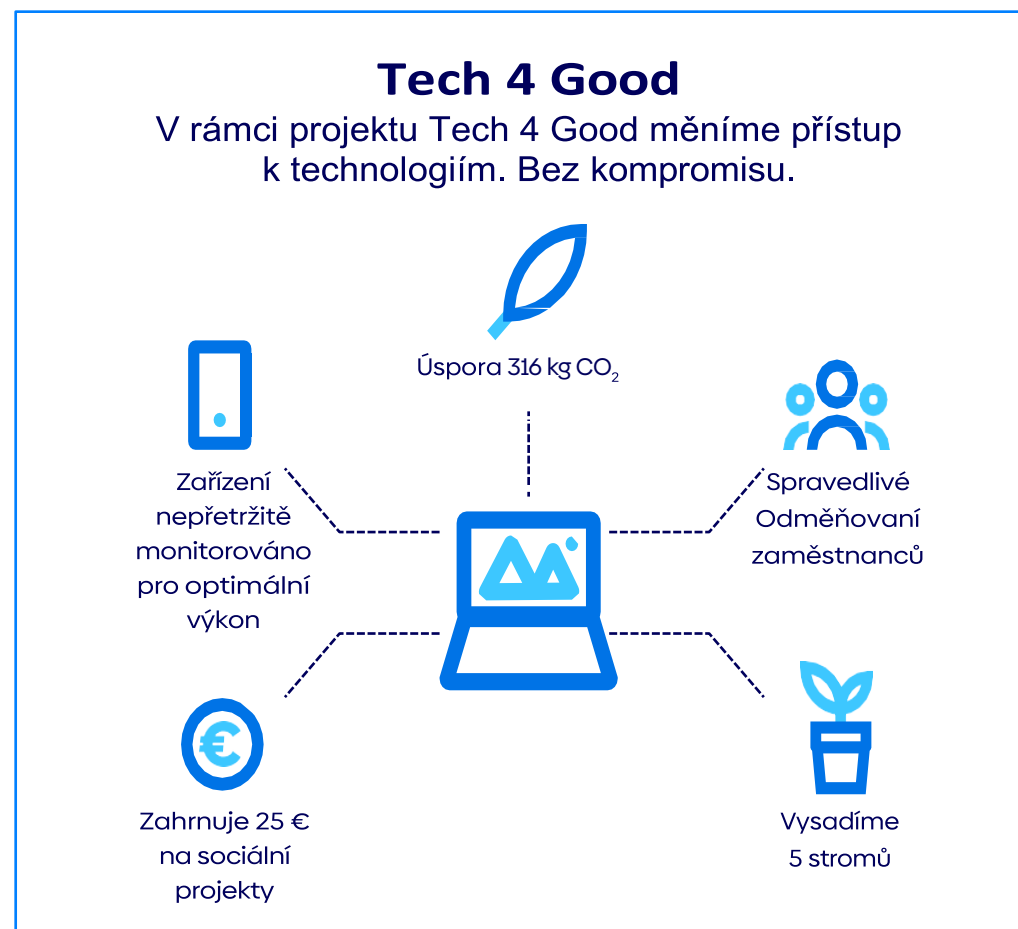 Tech 4 Good
V rámci projektu Tech 4 Good měníme přístup
k technologiím. Bez kompromisu.
Úspora 316 kg CO₂
Zařízení
nepřetržitě
monitorováno
pro optimální
výkon
Spravedlivé
Odměňovaní
zaměstnanců
Zahrnuje 25 €
na sociální
projekty
Vysadíme
5 stromů